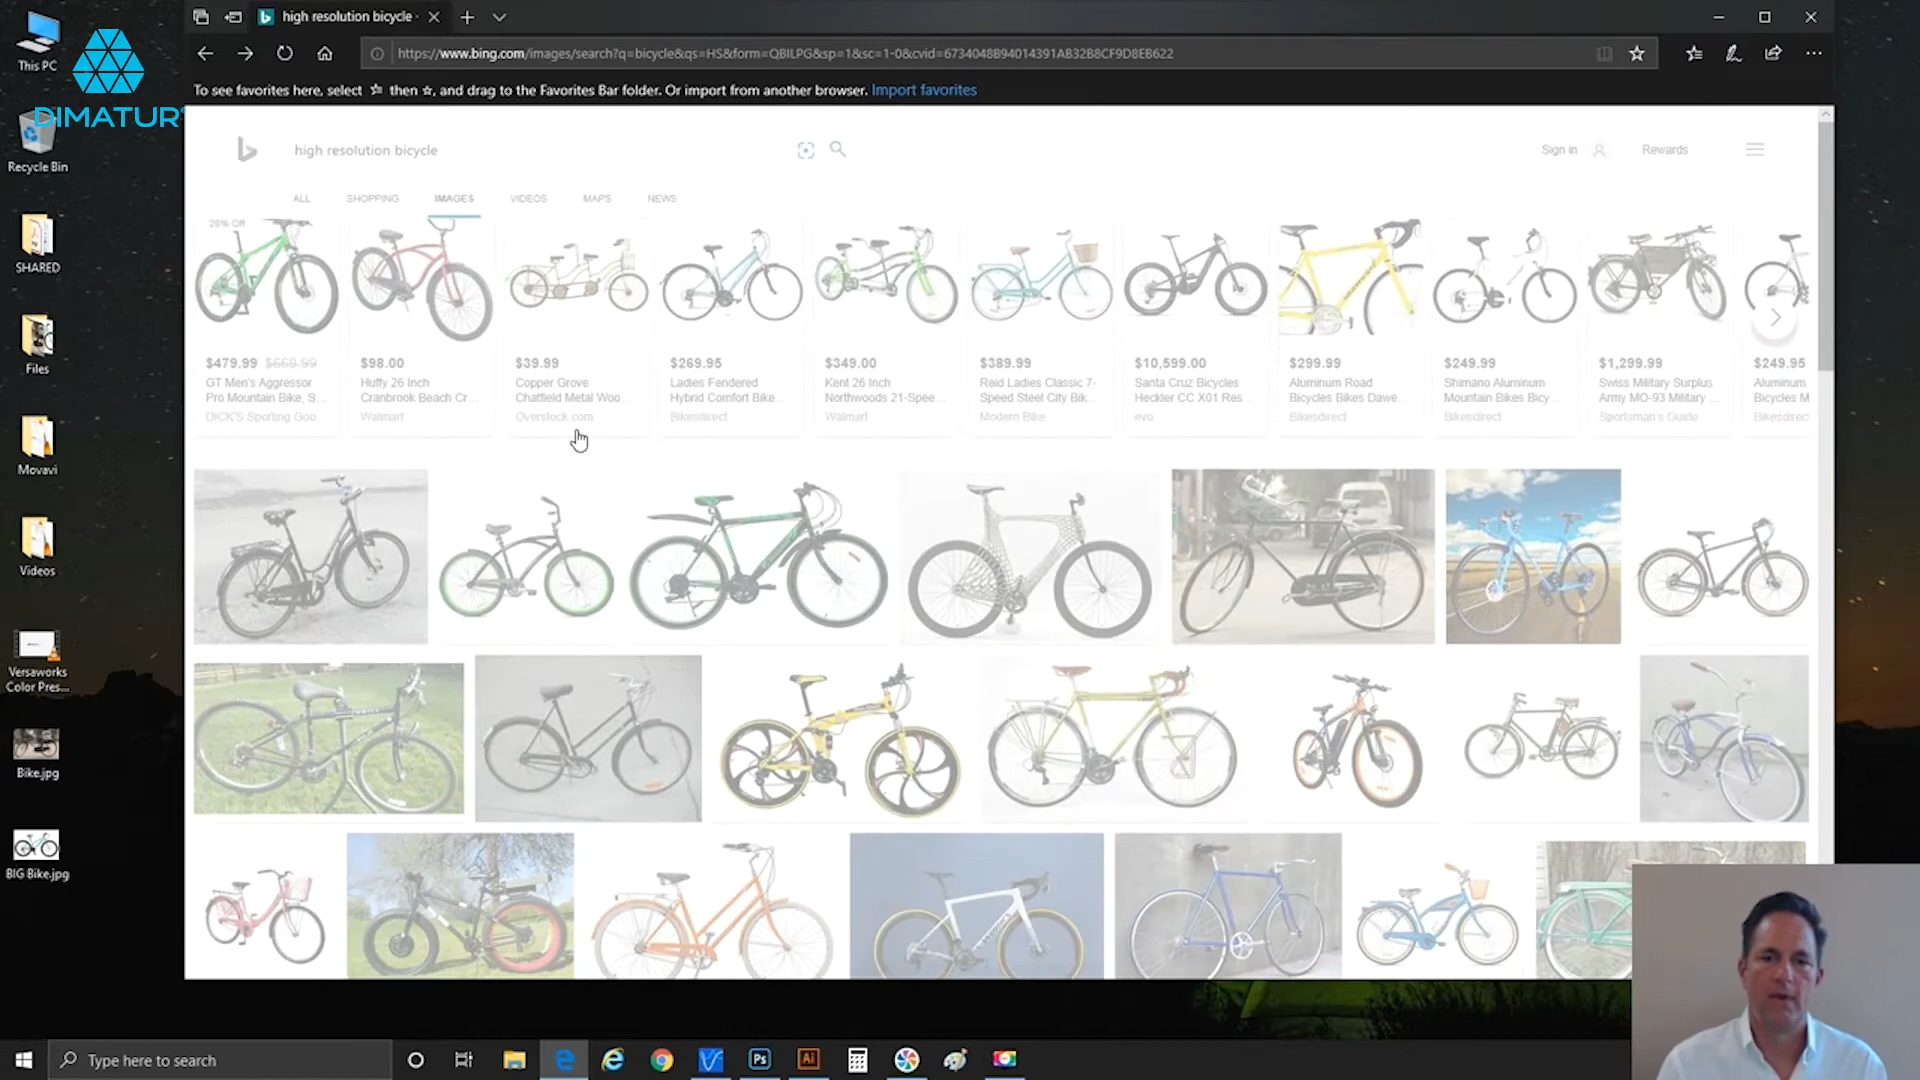 This PC
DIMATUR
Recycle Bin
SHARED
Files
Movavi
Videos
Versaworks
Color Pres...
Bike.jpg
BIG Bike.jpg
high resolution bicycle -
https://www.bing.com/images/search?q=bicycle&qs=HS&form=QBILPG&sp=1&sc=1-0&cvid=6734048B94014391AB32B8CF9D8EB622
To see favorites here, select then , and drag to the Favorites Bar folder. Or import from another browser. Import favorites
high resolution bicycle
Sign in
Rewards
ALL SHOPPING IMAGES VIDEOS MAPS NEWS
28% Off
$479.99 $669.99
GT Men's Aggressor
Pro Mountain Bike, S...
DICK'S Sporting Goo.
$98.00
Huffy 26 Inch
Cranbrook Beach Cr...
Walmart
$39.99
Copper Grove
Chatfield Metal Woo...
Overstock.com
$269.95
Ladies Fendered
Hybrid Comfort Bike...
Bikesdirect
$349.00
Kent 26 Inch
Northwoods 21-Spee...
Walmart
$389.99
Reid Ladies Classic 7-
Speed Steel City Bik...
Modern Bike
$10,599.00
Santa Cruz Bicycles
Heckler CC X01 Res...
evo
$299.99
Aluminum Road
Bicycles Bikes Dawe...
Bikesdirect
$249.99
Shimano Aluminum
Mountain Bikes Bicy...
Bikesdirect
$1,299.99
Swiss Military Surplus
Army MO-93 Military ...
Sportsman's Guide
$249.95
Aluminum
Bicycles M
Bikesdirec
Type here to search
Ps
Ai